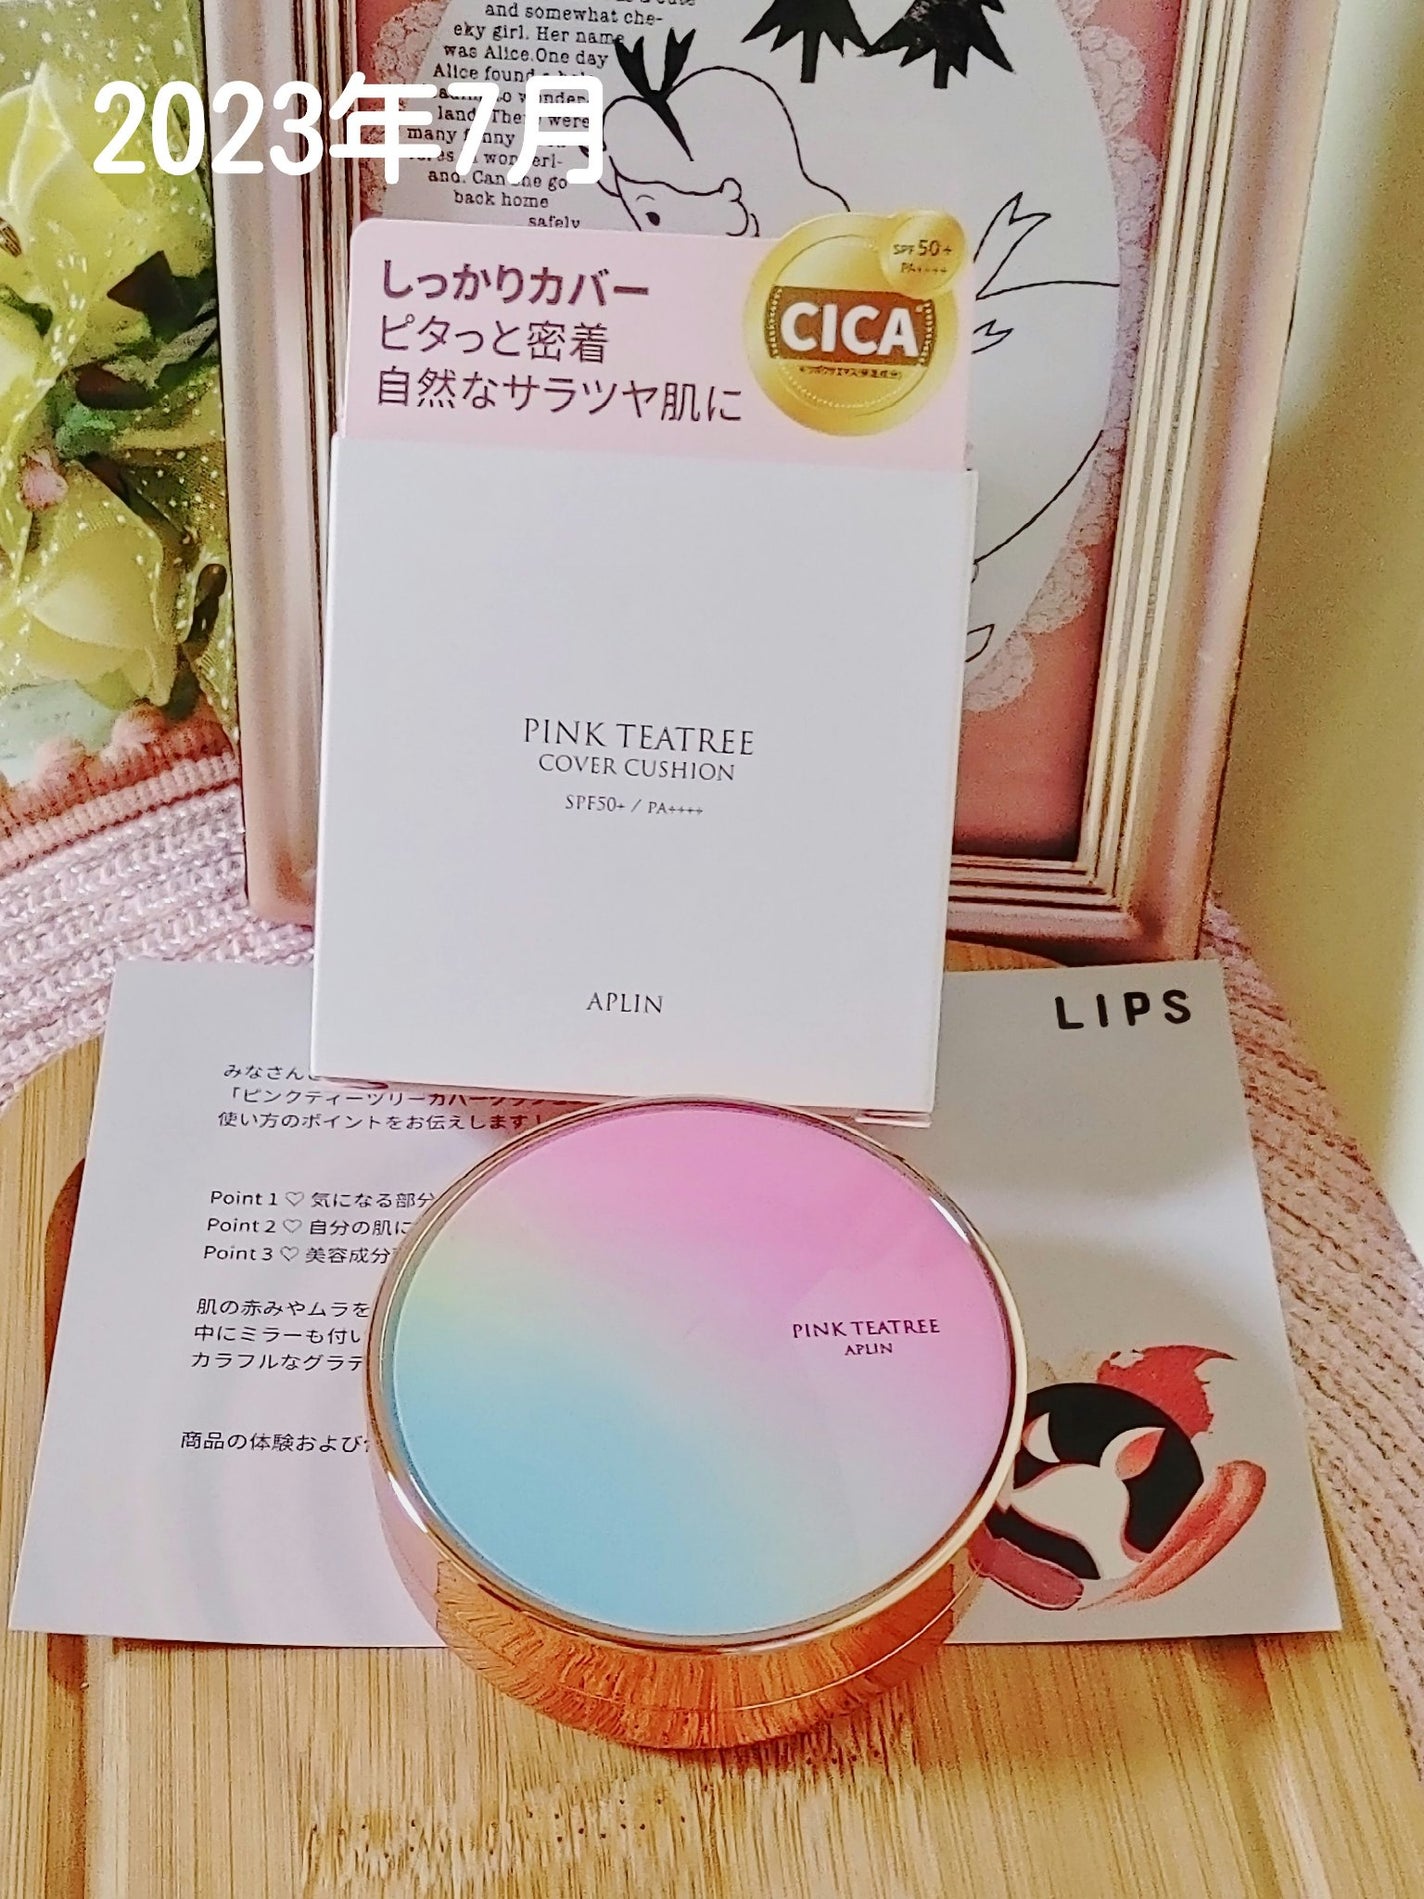 and somewhat che-
eky girl. Her name
was Alice.One day
Alice found
wonder
land. There were
many funny
wonderl-
and. Can she go
back home
safely
2023年7月
しっかりカバー
ピタっと密着
自然なサラツヤ肌に
SPF50+
PA++++
CICA
PINK TEATREE
COVER CUSHION
SPF50+ / PA++++
APLIN
LIPS
みなさんこ
「ピンクティーツリーカバークッショ
使い方のポイントをお伝えします!
Point 1 ♡ 気になる部分
Point 2 ♡ 自分の肌に
Point 3 ♡ 美容成分
肌の赤みやムラを
中にミラーも付い
カラフルなグラデ
商品の体験および
PINK TEATREE
APLIN